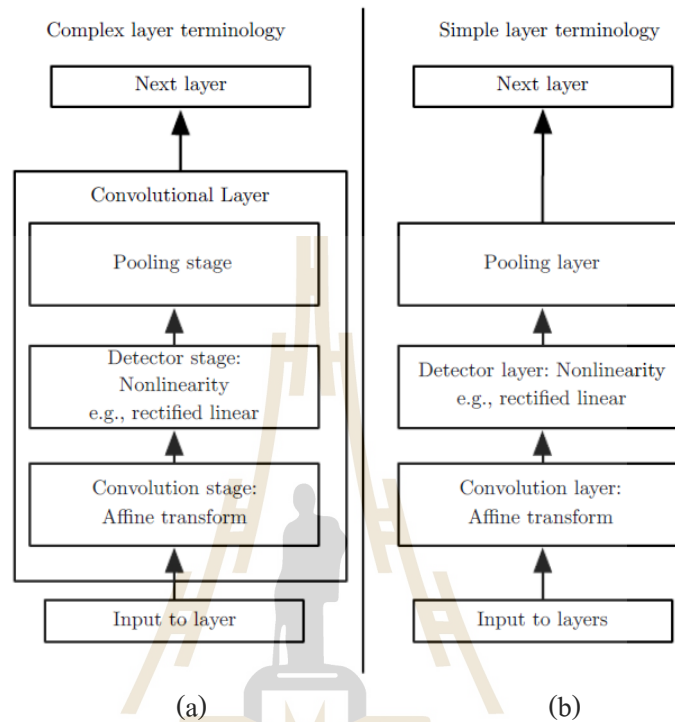 Complex layer terminology
Next layer
Convolutional Layer
Pooling stage
Detector stage:
Nonlinearity
e.g., rectified linear
Convolution stage:
Affine transform
Input to layer
(a)
Simple layer terminology
Next layer
Pooling layer
Detector layer: Nonlinearity
e.g., rectified linear
Convolution layer:
Affine transform
Input to layers
(b)